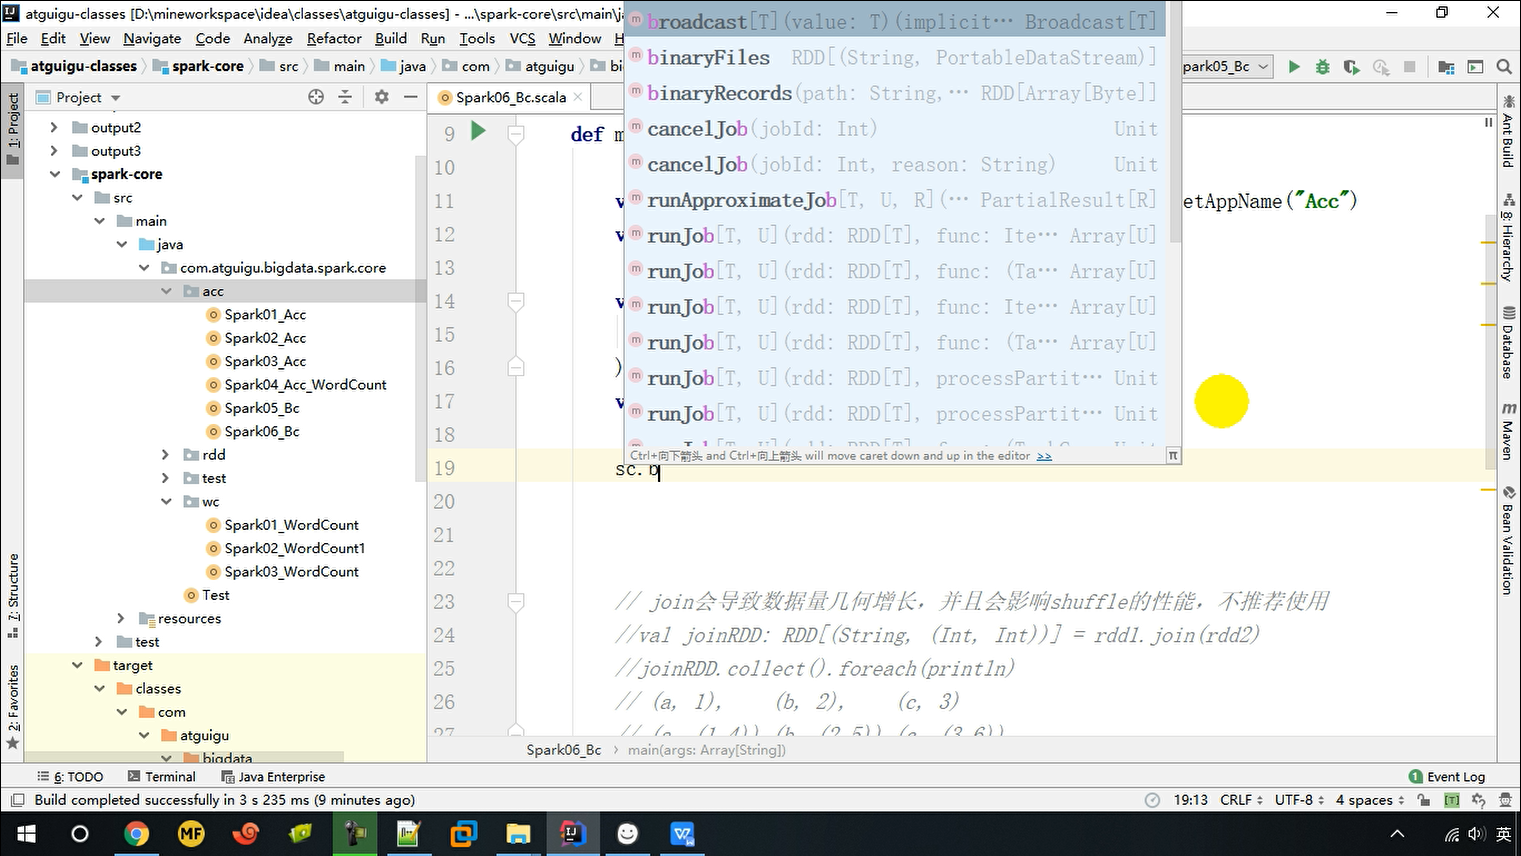 atguigu-classes [D:\mineworkspace\idea\classes\atguigu-classes] - ...\spark-core\src\main\j
File Edit View Navigate Code Analyze Refactor Build Run Tools VCS Window H
atguigu-classes spark-core src main java com atguigu bi
park05_Bc
Project
Spark06_Bc.scala
output2
output3
spark-core
src
main
java
com.atguigu.bigdata.spark.core
acc
Spark01_Acc
Spark02_Acc
Spark03_Acc
Spark04_Acc_WordCount
Spark05_Bc
Spark06_Bc
rdd
test
wc
Spark01_WordCount
Spark02_WordCount1
Spark03_WordCount
Test
resources
test
target
classes
com
atguigu
bigdata
1: Project
7: Structure
2: Favorites
broadcast[T](value: T)(implicit… Broadcast[T]
binaryFiles RDD[(String, PortableDataStream)]
binaryRecords(path: String,… RDD[Array[Byte]]
cancelJob(jobId: Int) Unit
cancelJob(jobId: Int, reason: String) Unit
runApproximateJob[T, U, R](… PartialResult[R]
runJob[T, U](rdd: RDD[T], func: Ite… Array[U]
runJob[T, U](rdd: RDD[T], func: (Ta… Array[U]
runJob[T, U](rdd: RDD[T], func: Ite… Array[U]
runJob[T, U](rdd: RDD[T], func: (Ta… Array[U]
runJob[T, U](rdd: RDD[T], processPartit… Unit
runJob[T, U](rdd: RDD[T], processPartit… Unit
Ctrl+向下箭头 and Ctrl+向上箭头 will move caret down and up in the editor >>
π
9 def m
10
11 v etAppName("Acc")
12 v
13
14 v
15
16 )
17 v
18
19 sc.b
20
21
22
23 // join会导致数据量几何增长，并且会影响shuffle的性能，不推荐使用
24 //val joinRDD: RDD[(String, (Int, Int))] = rdd1.join(rdd2)
25 //joinRDD.collect().foreach(println)
26 // (a, 1), (b, 2), (c, 3)
27 // (a, (1,4)),(b, (2,5)),(c, (3,6))
Spark06_Bc main(args: Array[String])
Ant Build
8: Hierarchy
Database
m Maven
Bean Validation
6: TODO Terminal Java Enterprise 1 Event Log
Build completed successfully in 3 s 235 ms (9 minutes ago) 19:13 CRLF UTF-8 4 spaces [T]
MF
英